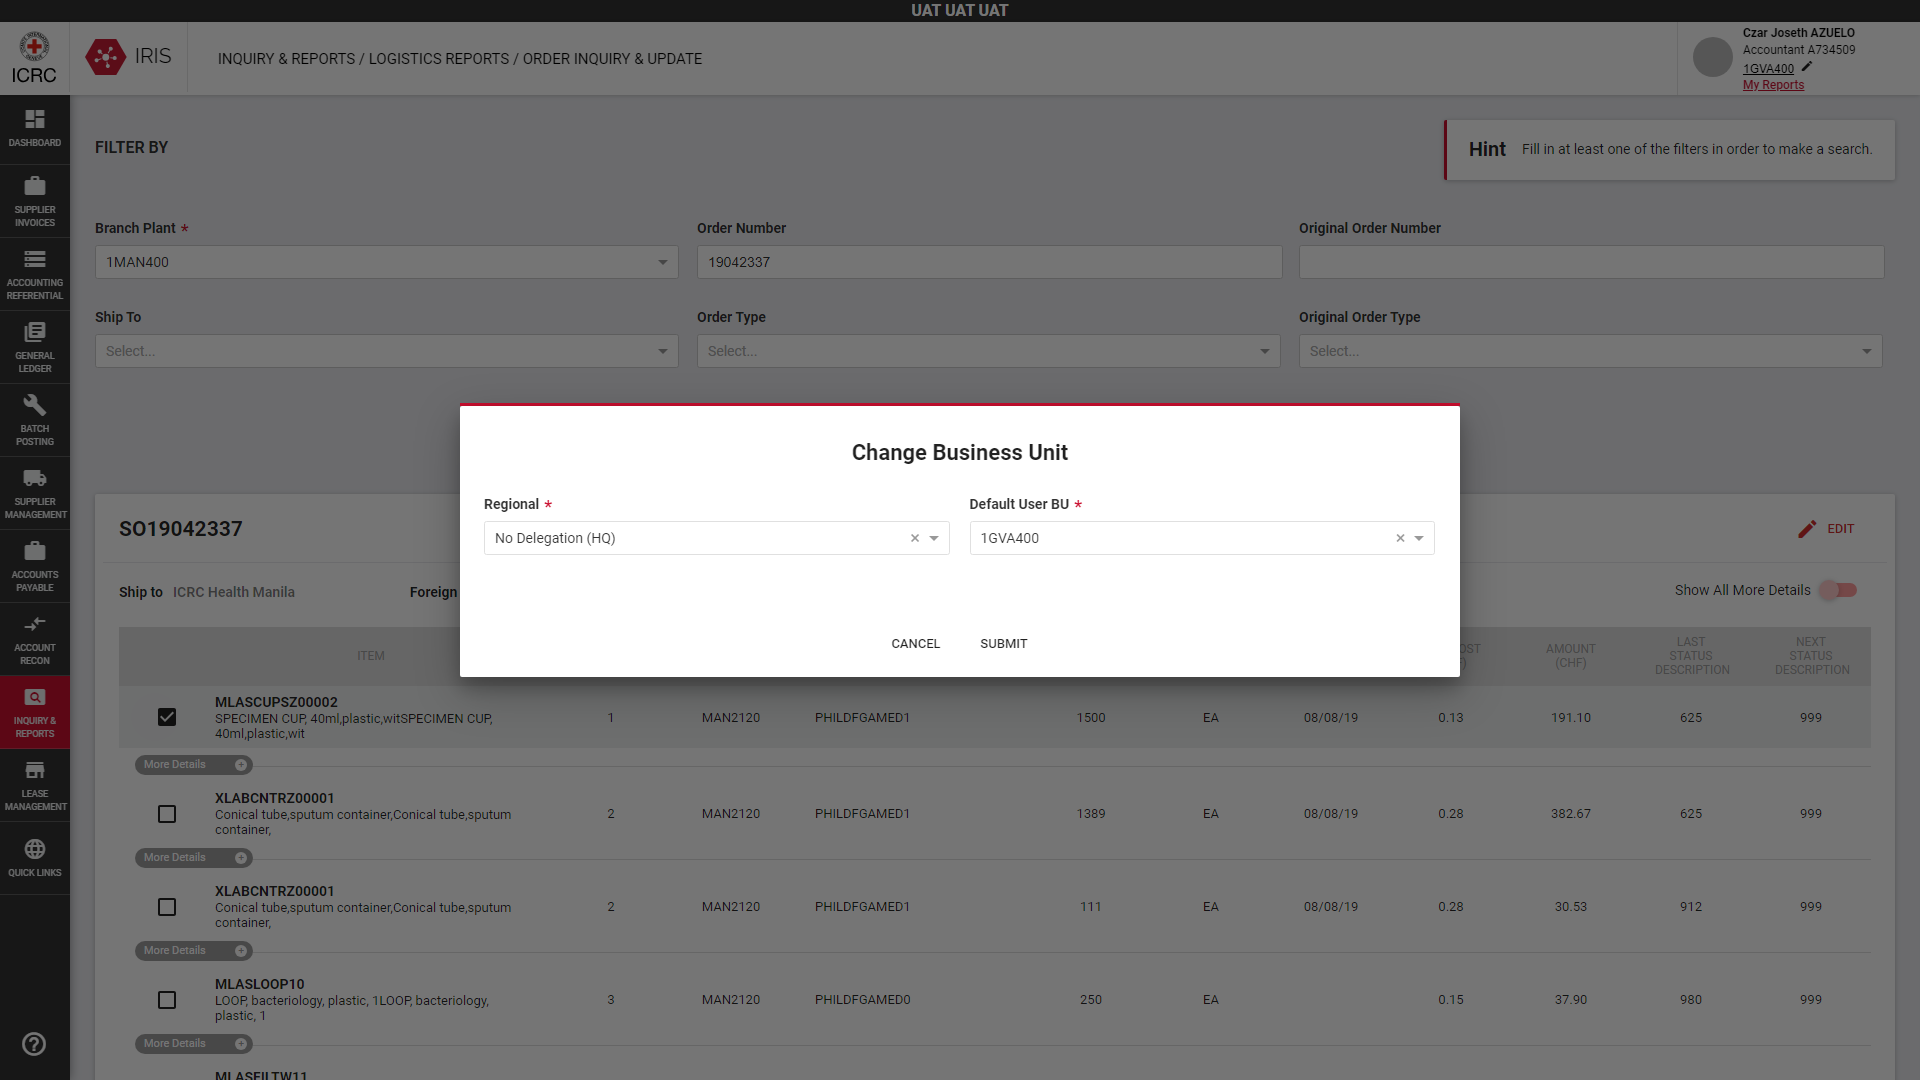 UAT UAT UAT
ICRC
IRIS
INQUIRY & REPORTS / LOGISTICS REPORTS / ORDER INQUIRY & UPDATE
Czar Joseth AZUELO
Accountant A734509
1GVA400
My Reports
DASHBOARD
SUPPLIER
INVOICES
ACCOUNTING
REFERENTIAL
GENERAL
LEDGER
BATCH
POSTING
SUPPLIER
MANAGEMENT
ACCOUNTS
PAYABLE
ACCOUNT
RECON
INQUIRY &
REPORTS
LEASE
MANAGEMENT
QUICK LINKS
FILTER BY
Hint Fill in at least one of the filters in order to make a search.
Branch Plant *
1MAN400
Order Number
19042337
Original Order Number
Ship To
Select...
Order Type
Select...
Original Order Type
Select...
Change Business Unit
Regional *
No Delegation (HQ)
Default User BU *
1GVA400
CANCEL SUBMIT
SO19042337
EDIT
Ship to ICRC Health Manila Foreign
Show All More Details
ITEM
AMOUNT
(CHF)
LAST
STATUS
DESCRIPTION
NEXT
STATUS
DESCRIPTION
MLASCUPSZ00002
SPECIMEN CUP, 40ml,plastic,witSPECIMEN CUP,
40ml,plastic,wit
1 MAN2120 PHILDFGAMED1 1500 EA 08/08/19 0.13 191.10 625 999
More Details
XLABCNTRZ00001
Conical tube,sputum container,Conical tube,sputum
container,
2 MAN2120 PHILDFGAMED1 1389 EA 08/08/19 0.28 382.67 625 999
More Details
XLABCNTRZ00001
Conical tube,sputum container,Conical tube,sputum
container,
2 MAN2120 PHILDFGAMED1 111 EA 08/08/19 0.28 30.53 912 999
More Details
MLASLOOP10
LOOP, bacteriology, plastic, 1LOOP, bacteriology,
plastic, 1
3 MAN2120 PHILDFGAMED0 250 EA 0.15 37.90 980 999
More Details
MLASFILTW11